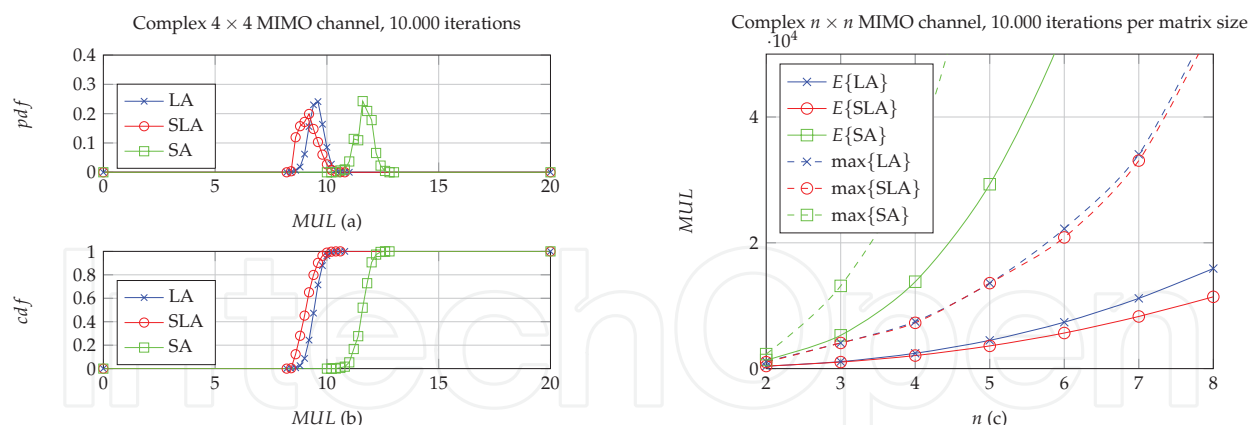 Complex 4 × 4 MIMO channel, 10.000 iterations
0.4
0.3
0.2
0.1
0
pdf
LA
SLA
SA
0 5 10 15 20
MUL (a)
1
0.8
0.6
0.4
0.2
0
cdf
LA
SLA
SA
0 5 10 15 20
MUL (b)
Complex n × n MIMO channel, 10.000 iterations per matrix size
·10⁴
4
2
0
MUL
E{LA}
E{SLA}
E{SA}
max{LA}
max{SLA}
max{SA}
2 3 4 5 6 7 8
n (c)
IntechOpen